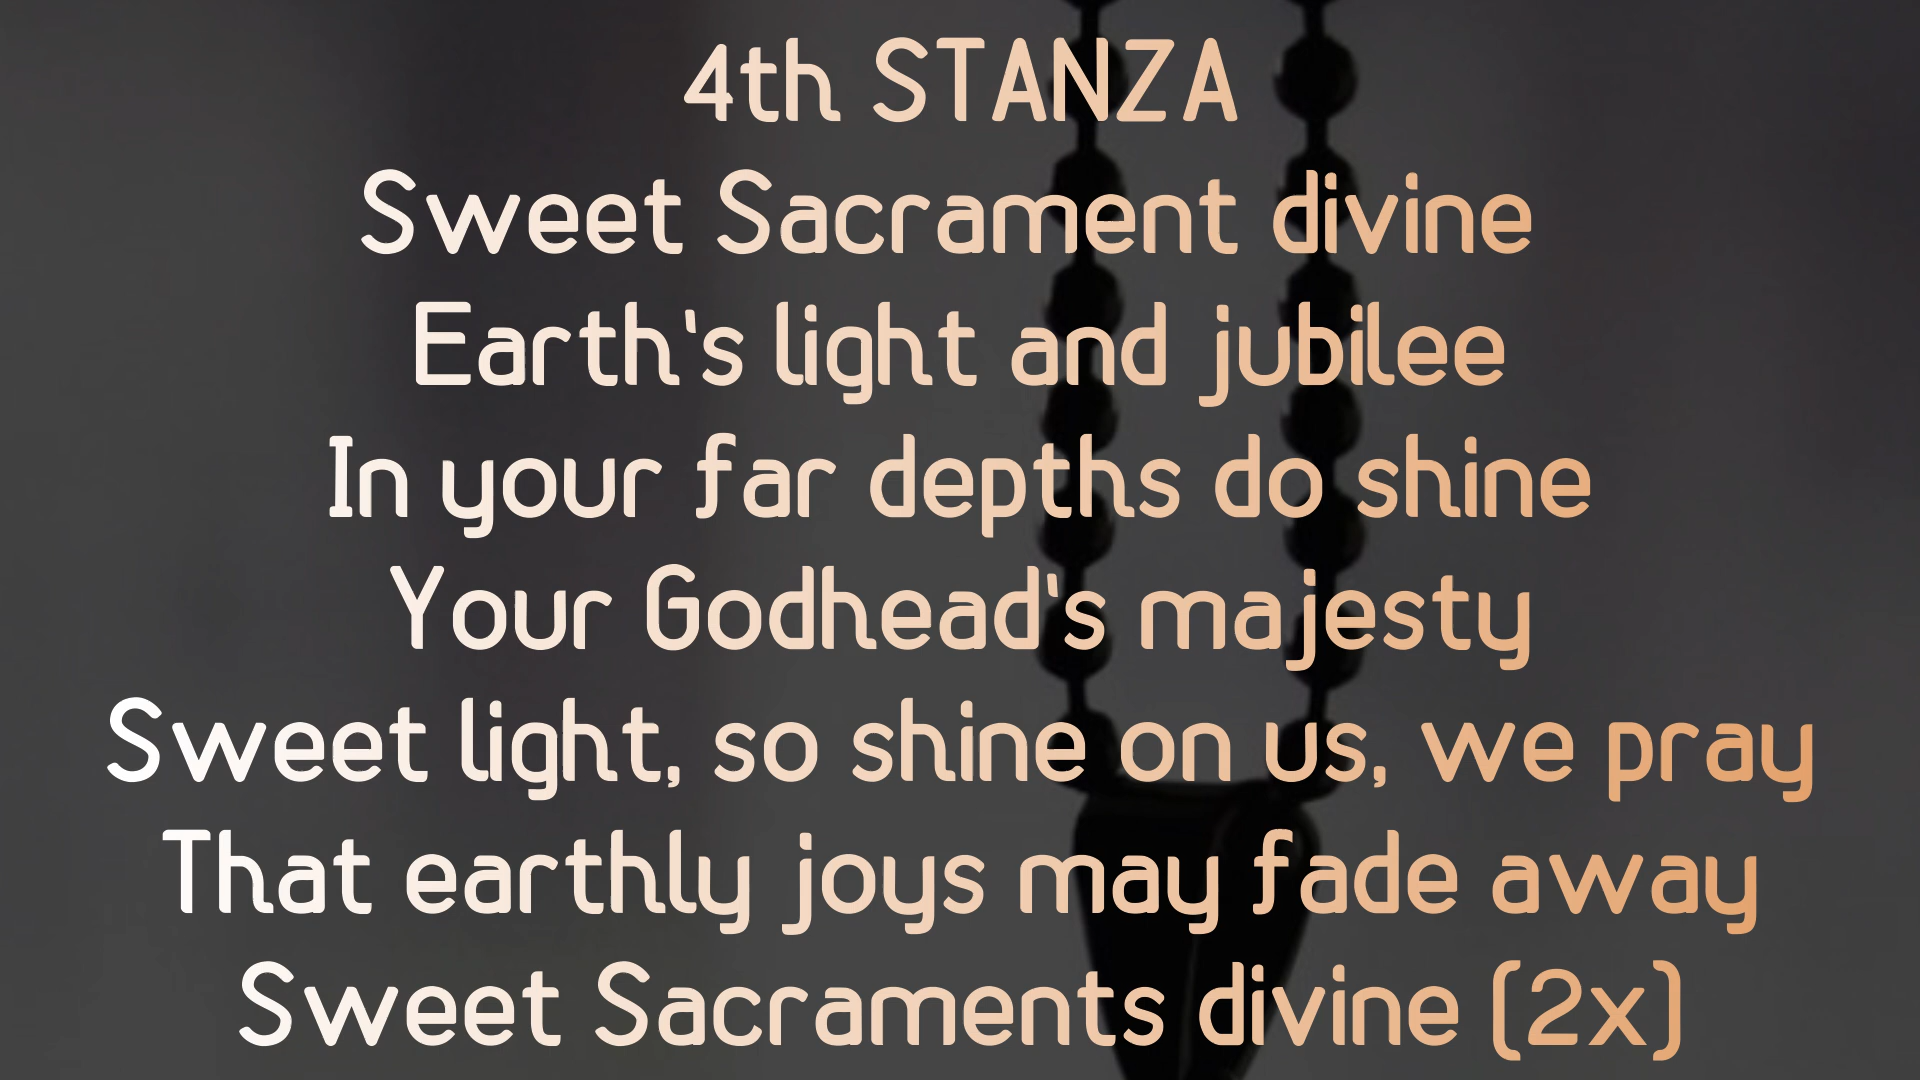 4th STANZA
Sweet Sacrament divine
Earth's light and jubilee
In your far depths do shine
Your Godhead's majesty
Sweet light, so shine on us, we pray
That earthly joys may fade away
Sweet Sacraments divine (2x)